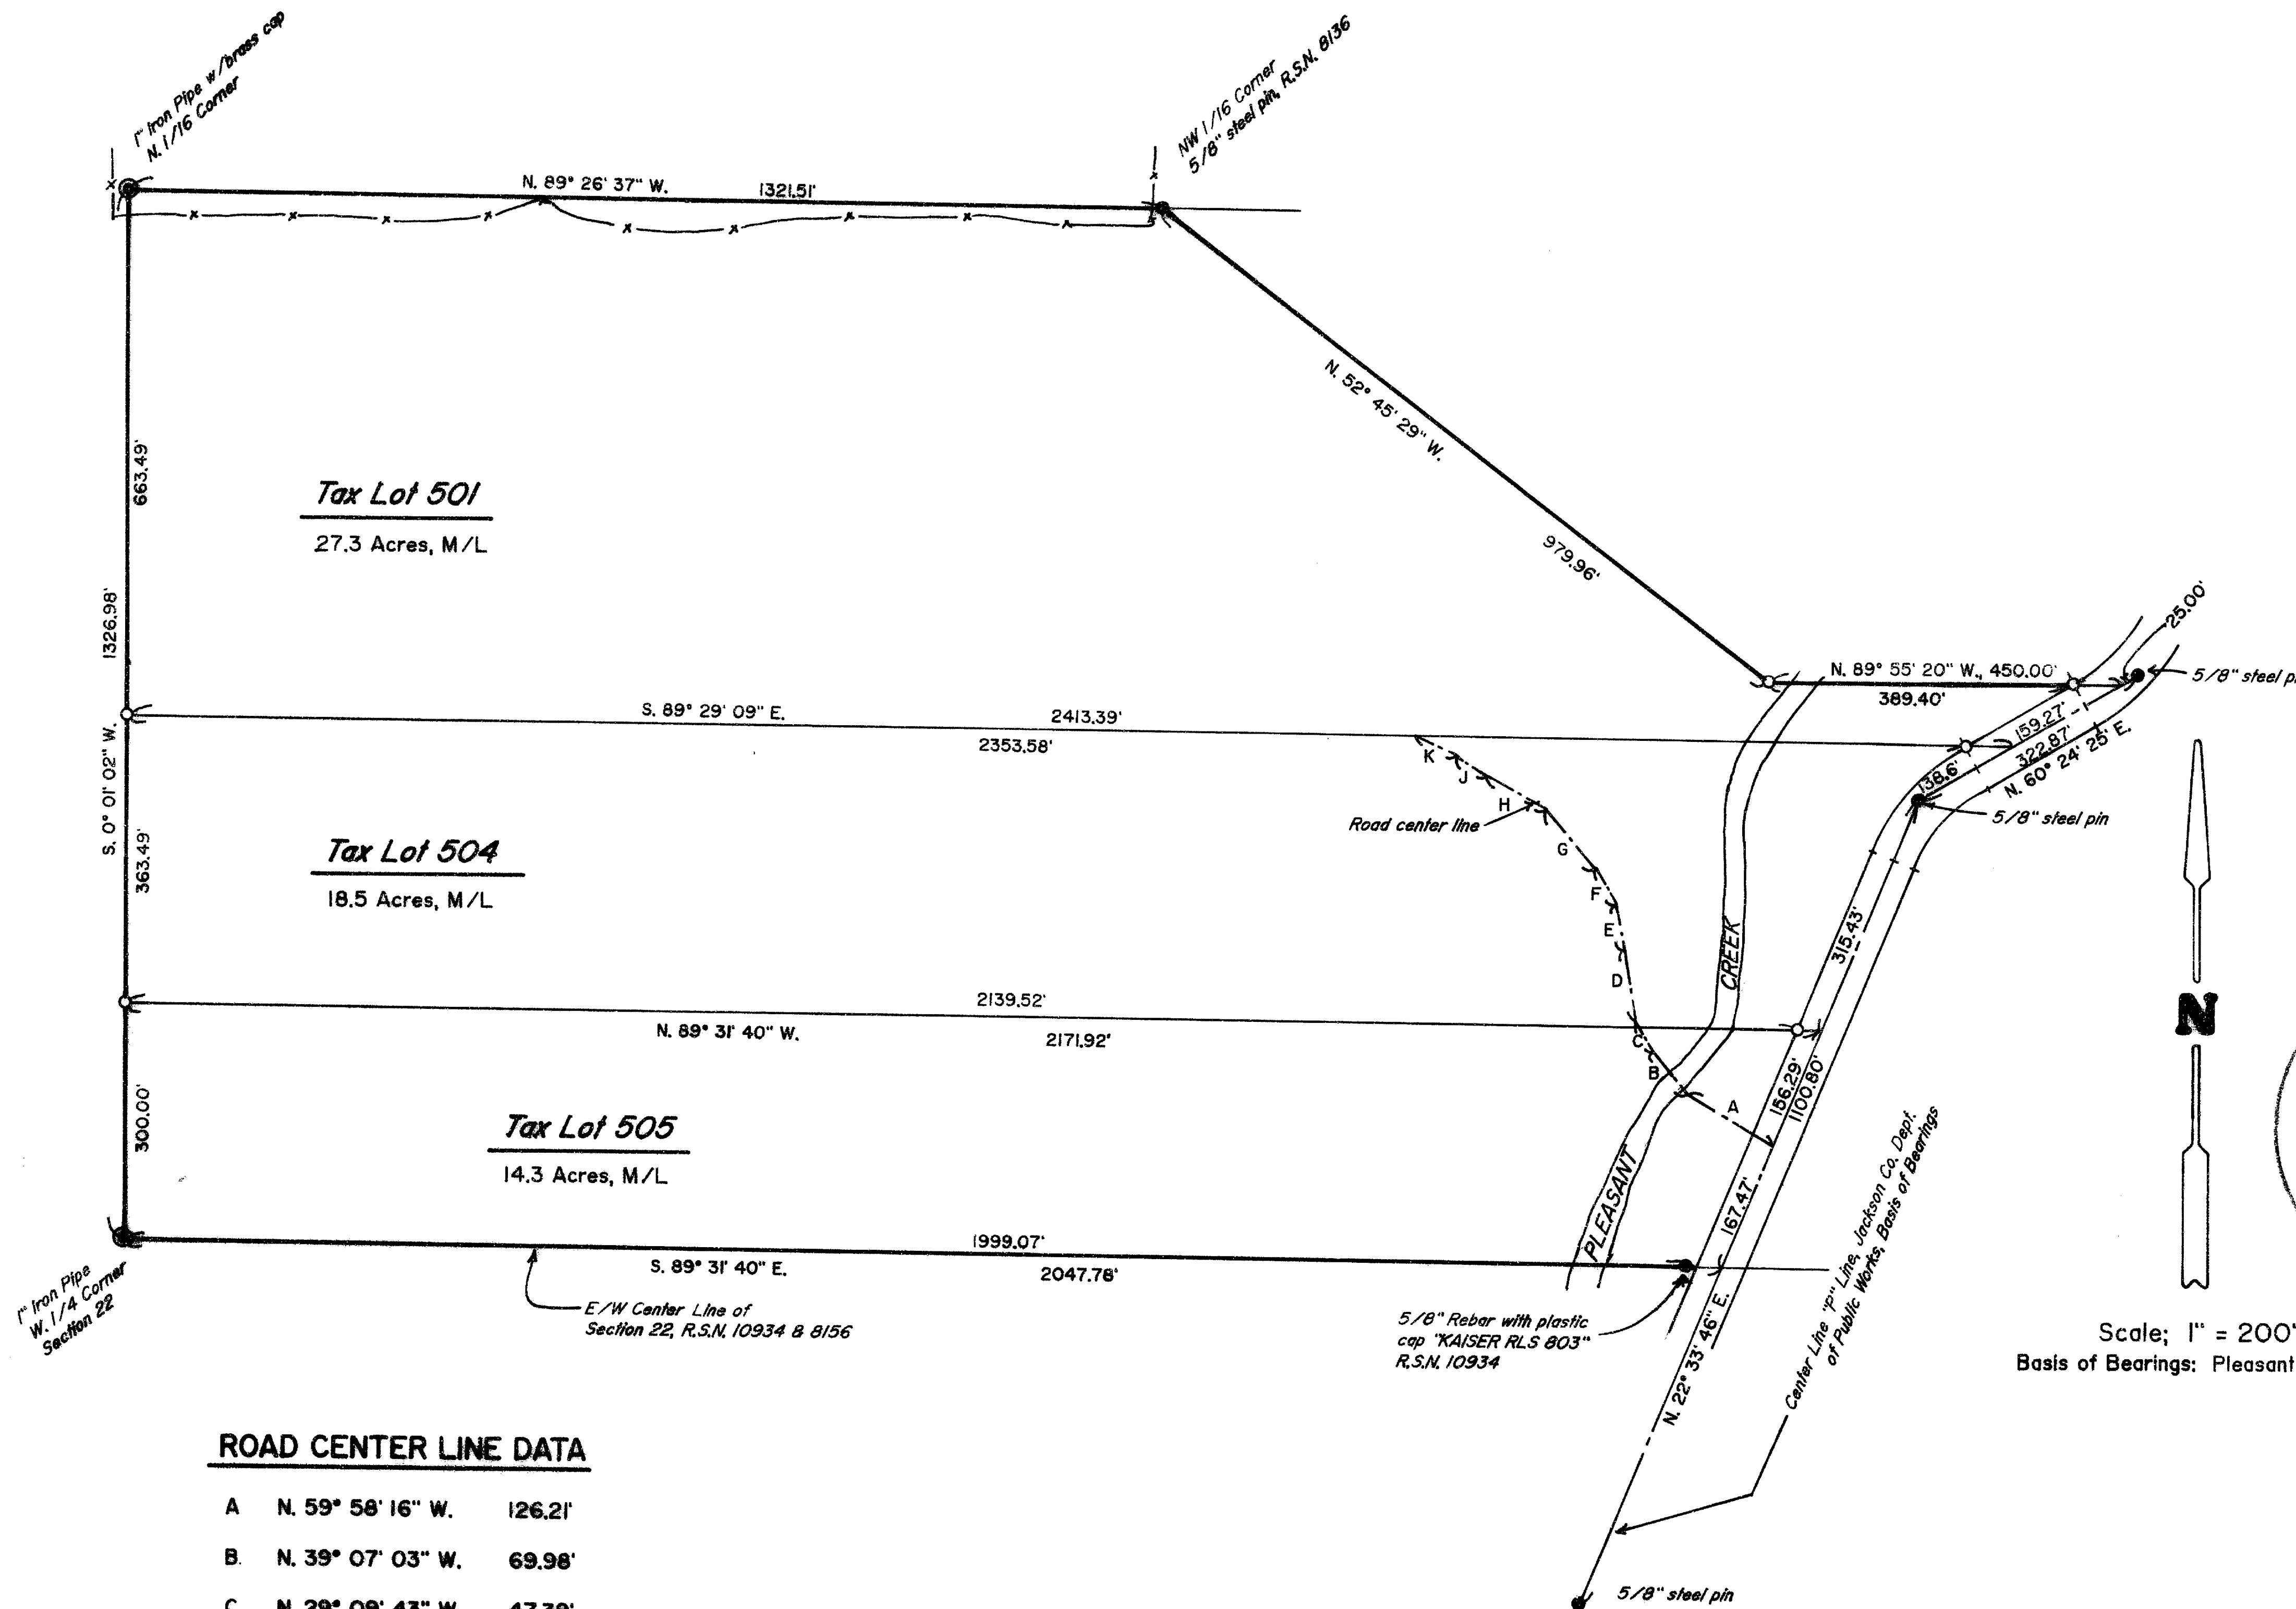 1" Iron Pipe w/brass cap
N. 1/16 Corner
NW 1/16 Corner
5/8" steel pin, R.S.N. 8136
N. 89° 26' 37" W.
1321.51'
N. 52° 45' 29" W.
979.96'
663.49'
Tax Lot 501
27.3 Acres, M/L
1326.98'
S. 0° 01' 02" W.
25.00'
N. 89° 55' 20" W., 450.00'
389.40'
5/8" steel
159.27'
322.87'
N. 60° 24' 25" E.
138.6'
5/8" steel pin
S. 89° 29' 09" E.
2413.39'
2353.58'
K
J
H
Road center line
G
F
E
D
C
B
A
363.49'
Tax Lot 504
18.5 Acres, M/L
CREEK
315.43'
N
2139.52'
N. 89° 31' 40" W.
2171.92'
156.29'
1100.80'
300.00'
Tax Lot 505
14.3 Acres, M/L
PLEASANT
167.47'
Center Line "P" Line, Jackson Co. Dept.
of Public Works, Basis of Bearings
1999.07'
S. 89° 31' 40" E.
2047.78'
1" Iron Pipe
W. 1/4 Corner
Section 22
E/W Center Line of
Section 22, R.S.N. 10934 & 8156
5/8" Rebar with plastic
cap "KAISER RLS 803"
R.S.N. 10934
N. 22° 33' 46" E.
Scale; 1" = 200'
Basis of Bearings: Pleasant
ROAD CENTER LINE DATA
A N. 59° 58' 16" W. 126.21'
B. N. 39° 07' 03" W. 69.98'
C N. 29° 09' 43" W. 47.39'
5/8" steel pin